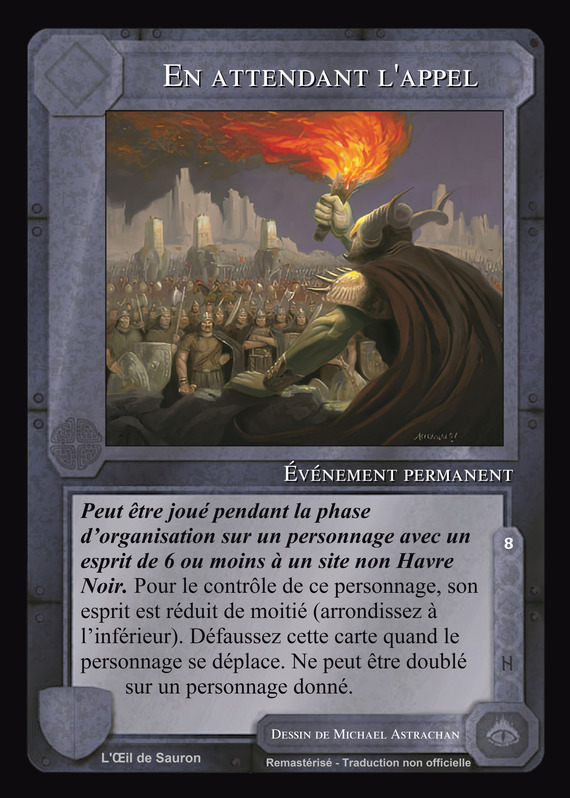 En attendant l'appel
Événement permanent
Peut être joué pendant la phase
d’organisation sur un personnage avec un
esprit de 6 ou moins à un site non Havre
Noir. Pour le contrôle de ce personnage, son
esprit est réduit de moitié (arrondissez à
l’inférieur). Défaussez cette carte quand le
personnage se déplace. Ne peut être doublé
sur un personnage donné.
8
Dessin de Michael Astrachan
L'Œil de Sauron
Remastérisé - Traduction non officielle